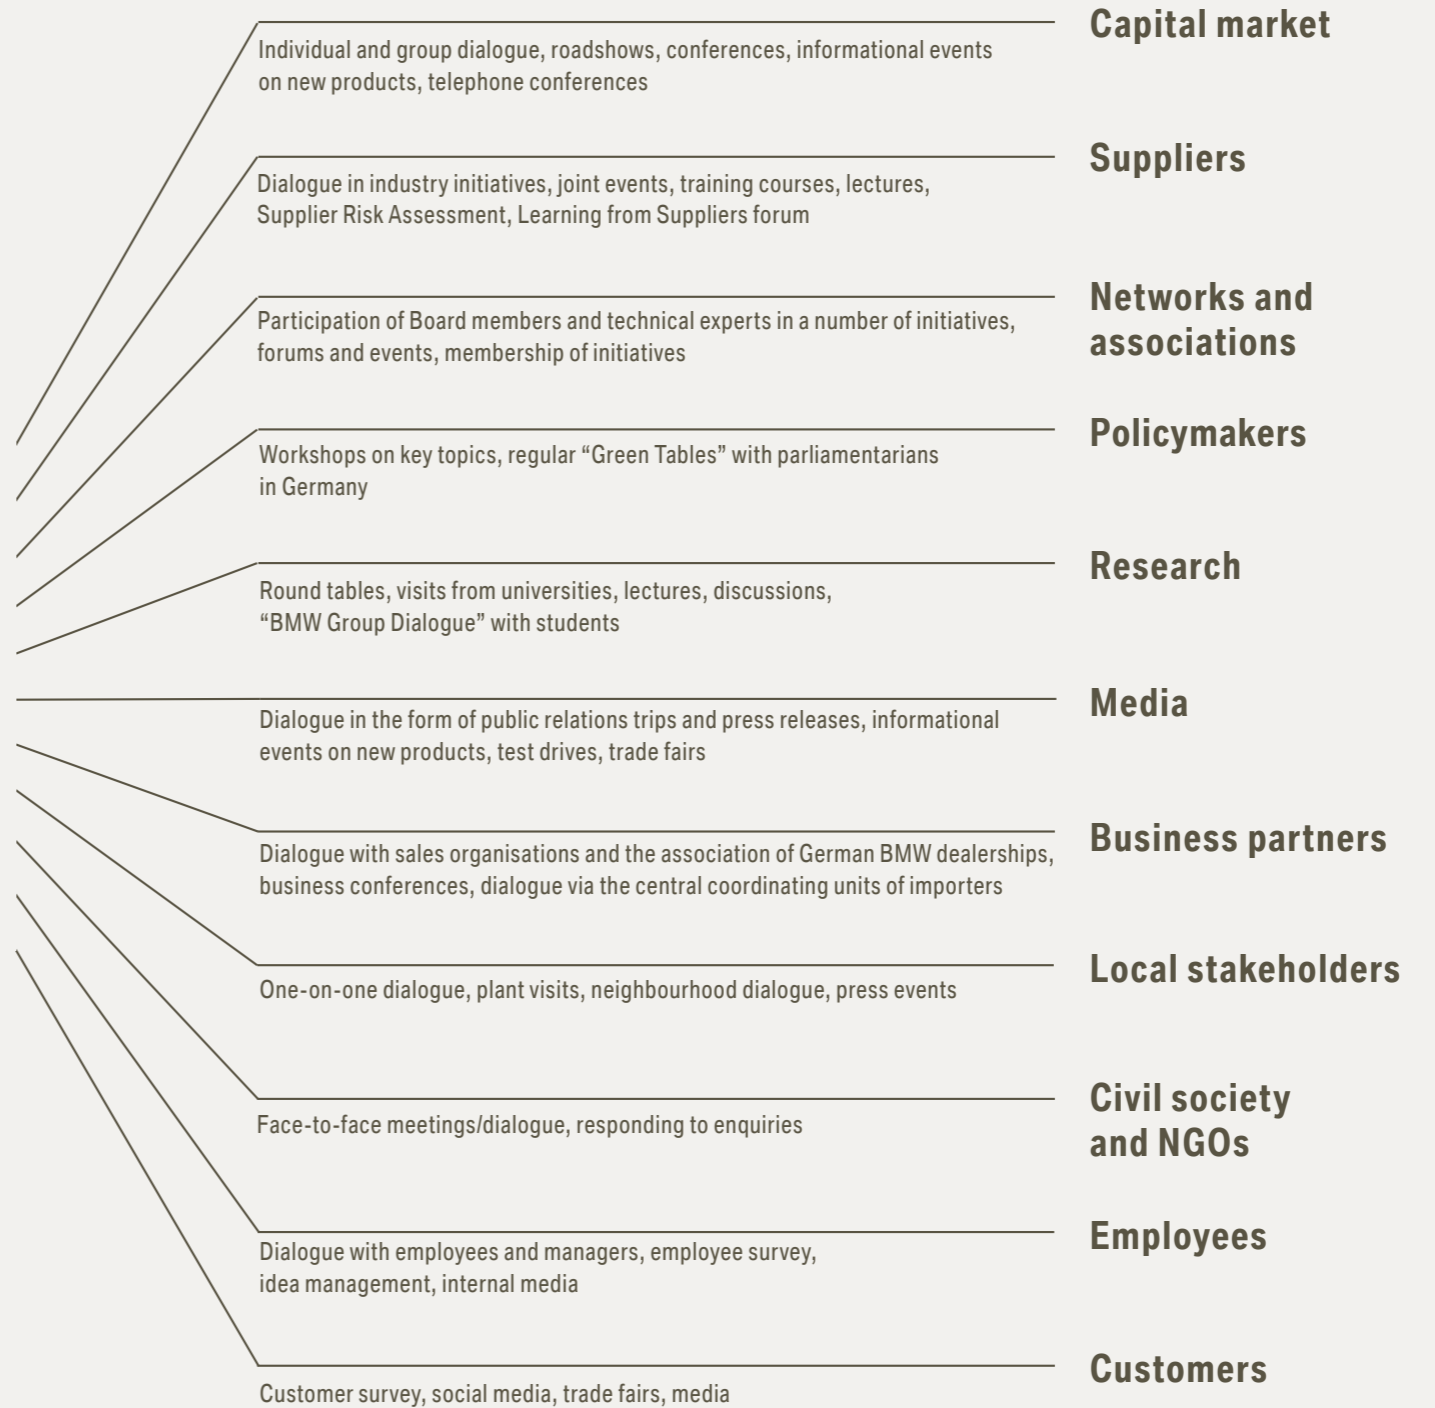 Capital market
Individual and group dialogue, roadshows, conferences, informational events
on new products, telephone conferences
Suppliers
Dialogue in industry initiatives, joint events, training courses, lectures,
Supplier Risk Assessment, Learning from Suppliers forum
Networks and
associations
Participation of Board members and technical experts in a number of initiatives,
forums and events, membership of initiatives
Policymakers
Workshops on key topics, regular “Green Tables” with parliamentarians
in Germany
Research
Round tables, visits from universities, lectures, discussions,
“BMW Group Dialogue” with students
Media
Dialogue in the form of public relations trips and press releases, informational
events on new products, test drives, trade fairs
Business partners
Dialogue with sales organisations and the association of German BMW dealerships,
business conferences, dialogue via the central coordinating units of importers
Local stakeholders
One-on-one dialogue, plant visits, neighbourhood dialogue, press events
Civil society
and NGOs
Face-to-face meetings/dialogue, responding to enquiries
Employees
Dialogue with employees and managers, employee survey,
idea management, internal media
Customers
Customer survey, social media, trade fairs, media